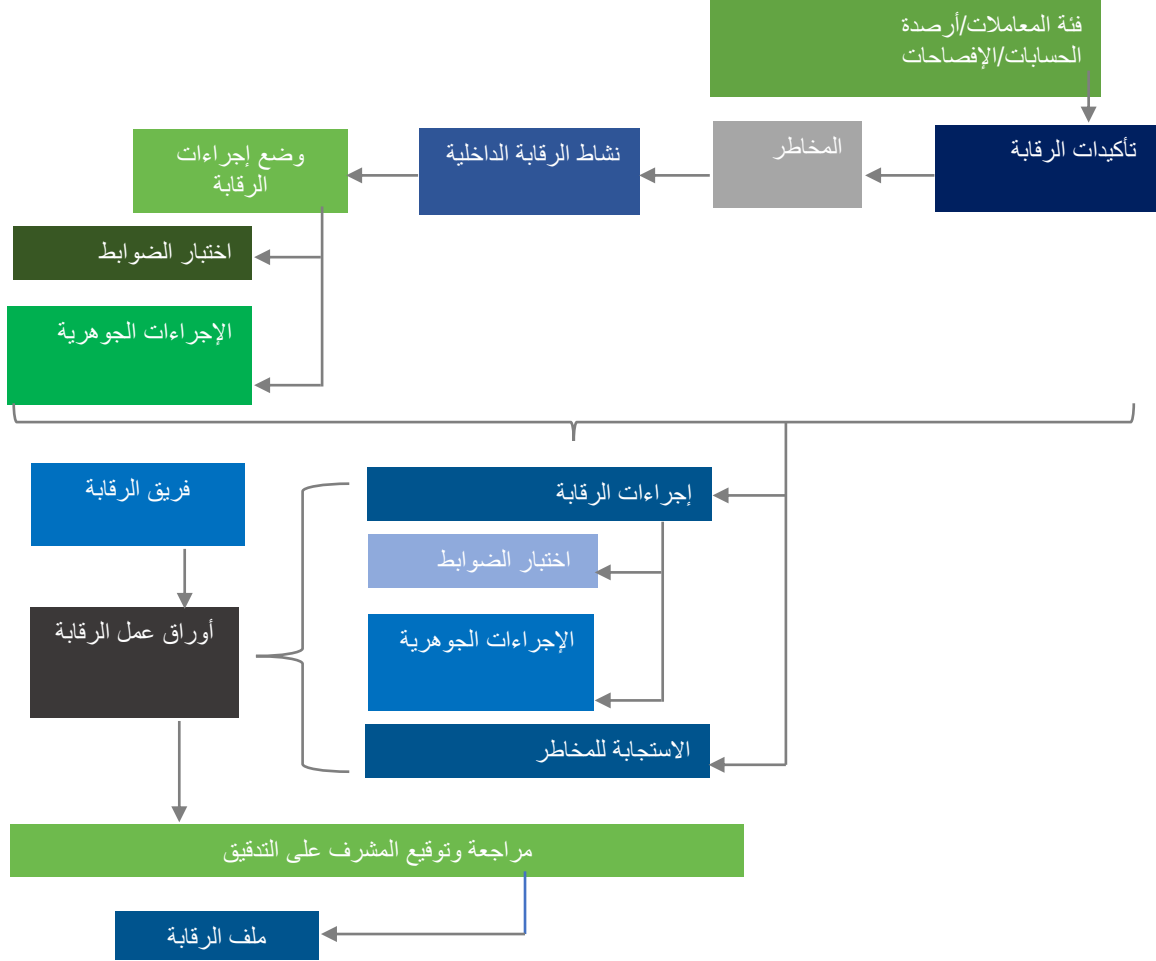 فئة المعاملات/أرصدة
الحسابات/الإفصاحات
تأكيدات الرقابة
المخاطر
نشاط الرقابة الداخلية
وضع إجراءات
الرقابة
اختبار الضوابط
الإجراءات الجوهرية
إجراءات الرقابة
فريق الرقابة
اختبار الضوابط
الإجراءات الجوهرية
أوراق عمل الرقابة
الاستجابة للمخاطر
مراجعة وتوقيع المشرف على التدقيق
ملف الرقابة